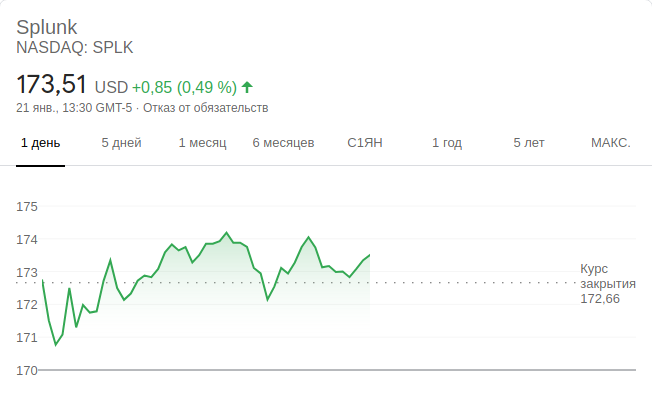 Splunk
NASDAQ: SPLK
173,51 USD +0,85 (0,49 %)
21 янв., 13:30 GMT-5 · Отказ от обязательств
1 день 5 дней 1 месяц 6 месяцев С1ЯН 1 год 5 лет МАКС.
175
174
173
172
171
170
Курс
закрытия
172,66